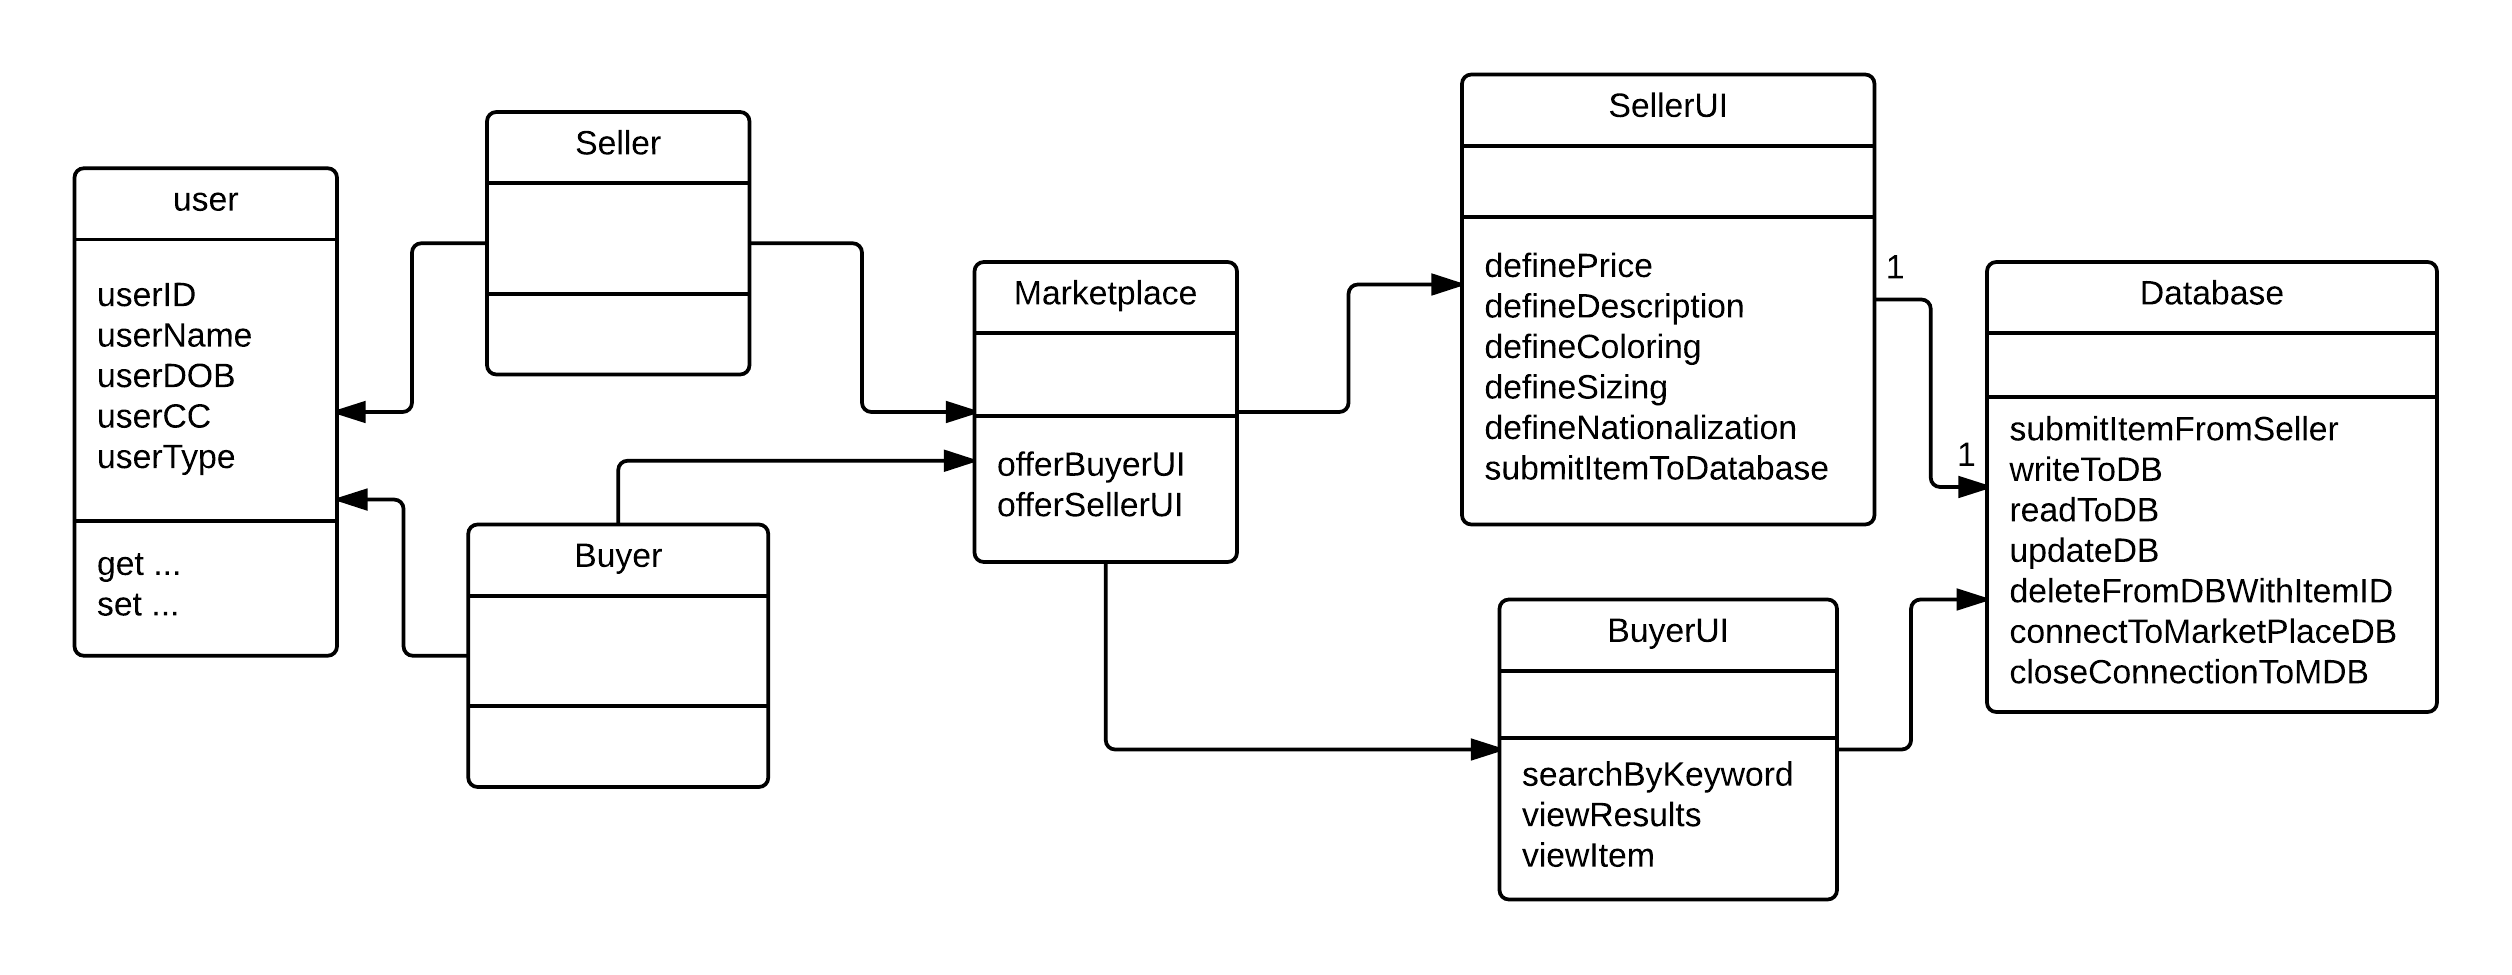 user
userID
userName
userDOB
userCC
userType
get ...
set ...
Seller
Buyer
Marketplace
offerBuyerUI
offerSellerUI
SellerUI
definePrice
defineDescription
defineColoring
defineSizing
defineNationalization
submitItemToDatabase
1
1
BuyerUI
searchByKeyword
viewResults
viewItem
Database
submitItemFromSeller
writeToDB
readToDB
updateDB
deleteFromDBWithItemID
connectToMarketPlaceDB
closeConnectionToMDB